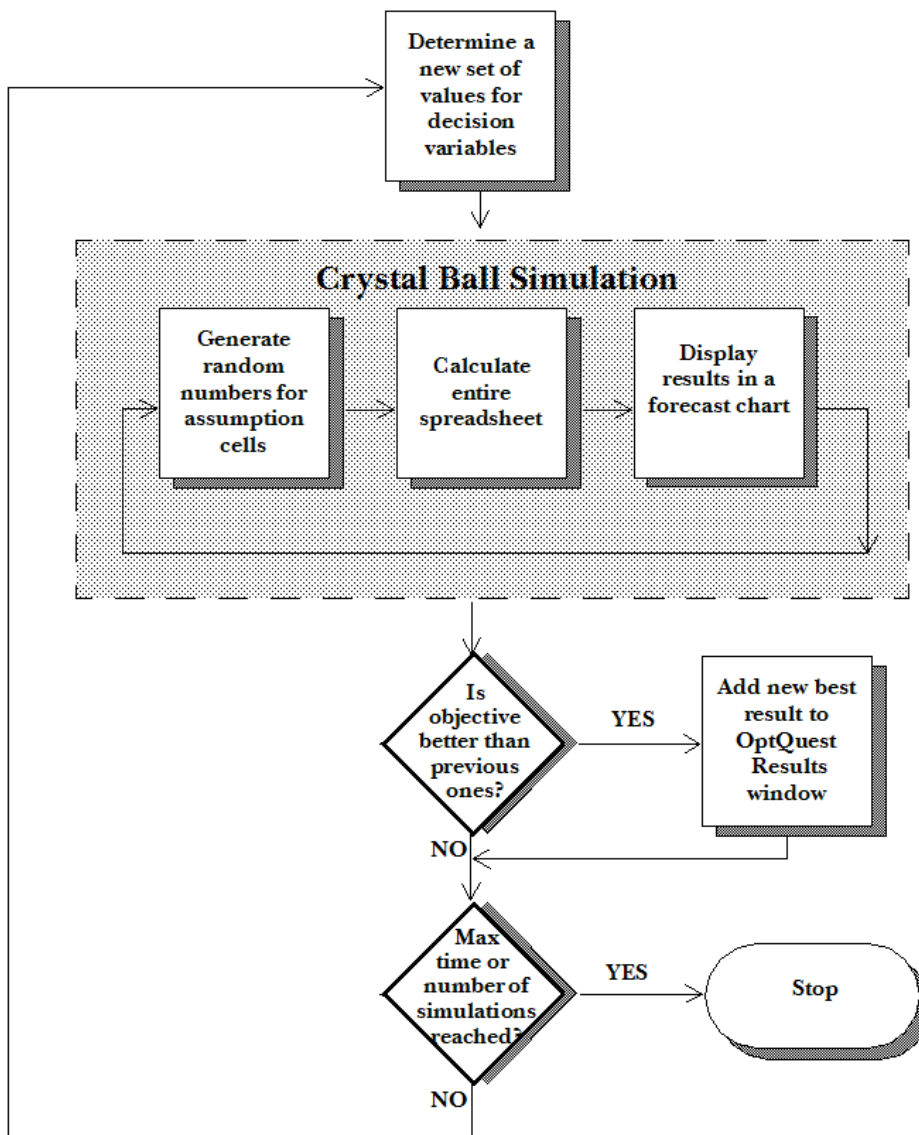 Determine a
new set of
values for
decision
variables
Crystal Ball Simulation
Generate
random
numbers for
assumption
cells
Calculate
entire
spreadsheet
Display
results in a
forecast chart
Is
objective
better than
previous
ones?
YES
Add new best
result to
OptQuest
Results
window
NO
Max
time or
number of
simulations
reached?
YES
Stop
NO